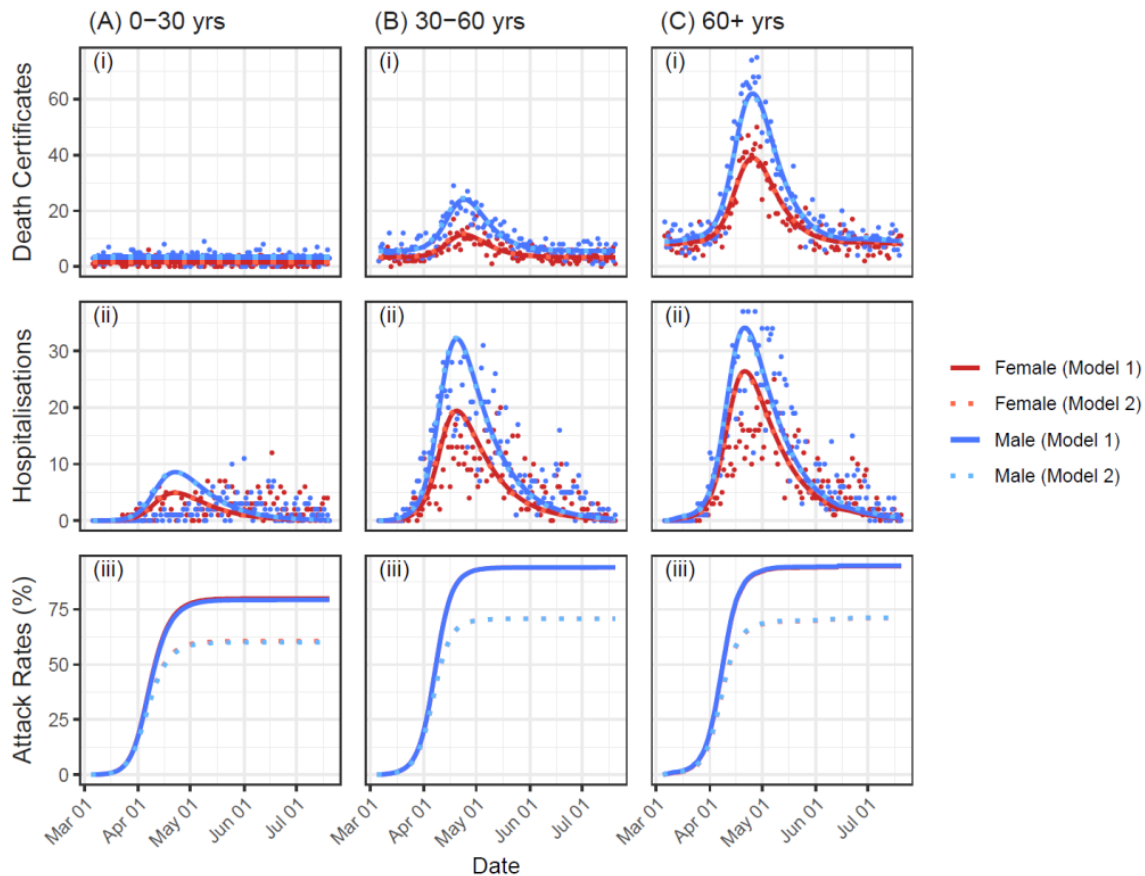 (A) 0−30 yrs
(B) 30−60 yrs
(C) 60+ yrs
Death Certificates
60
40
20
0
(i)
(i)
(i)
Hospitalisations
30
20
10
0
(ii)
(ii)
(ii)
Female (Model 1)
Female (Model 2)
Male (Model 1)
Male (Model 2)
Attack Rates (%)
75
50
25
0
(iii)
(iii)
(iii)
Mar 01
Apr 01
May 01
Jun 01
Jul 01
Mar 01
Apr 01
May 01
Jun 01
Jul 01
Mar 01
Apr 01
May 01
Jun 01
Jul 01
Date